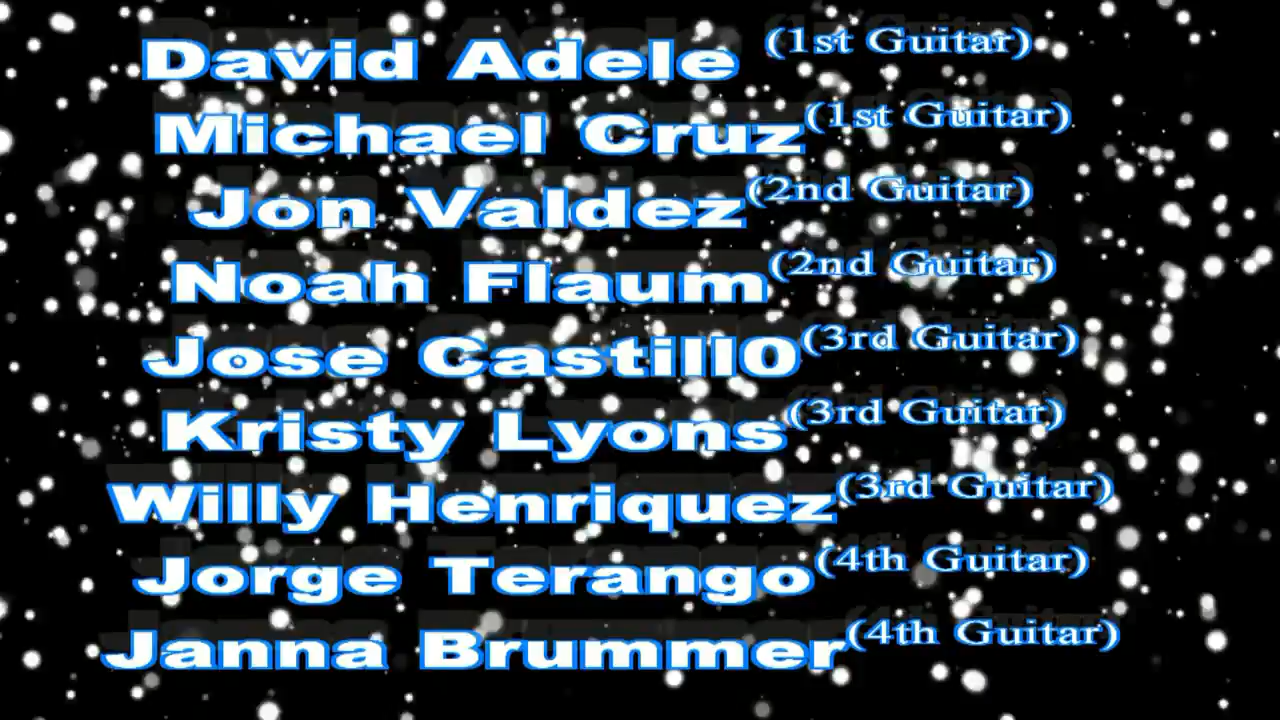 David Adele (1st Guitar)
Michael Cruz (1st Guitar)
Jon Valdez (2nd Guitar)
Noah Flaum (2nd Guitar)
Jose Castill0 (3rd Guitar)
Kristy Lyons (3rd Guitar)
Willy Henriquez (3rd Guitar)
Jorge Terango (4th Guitar)
Janna Brummer (4th Guitar)